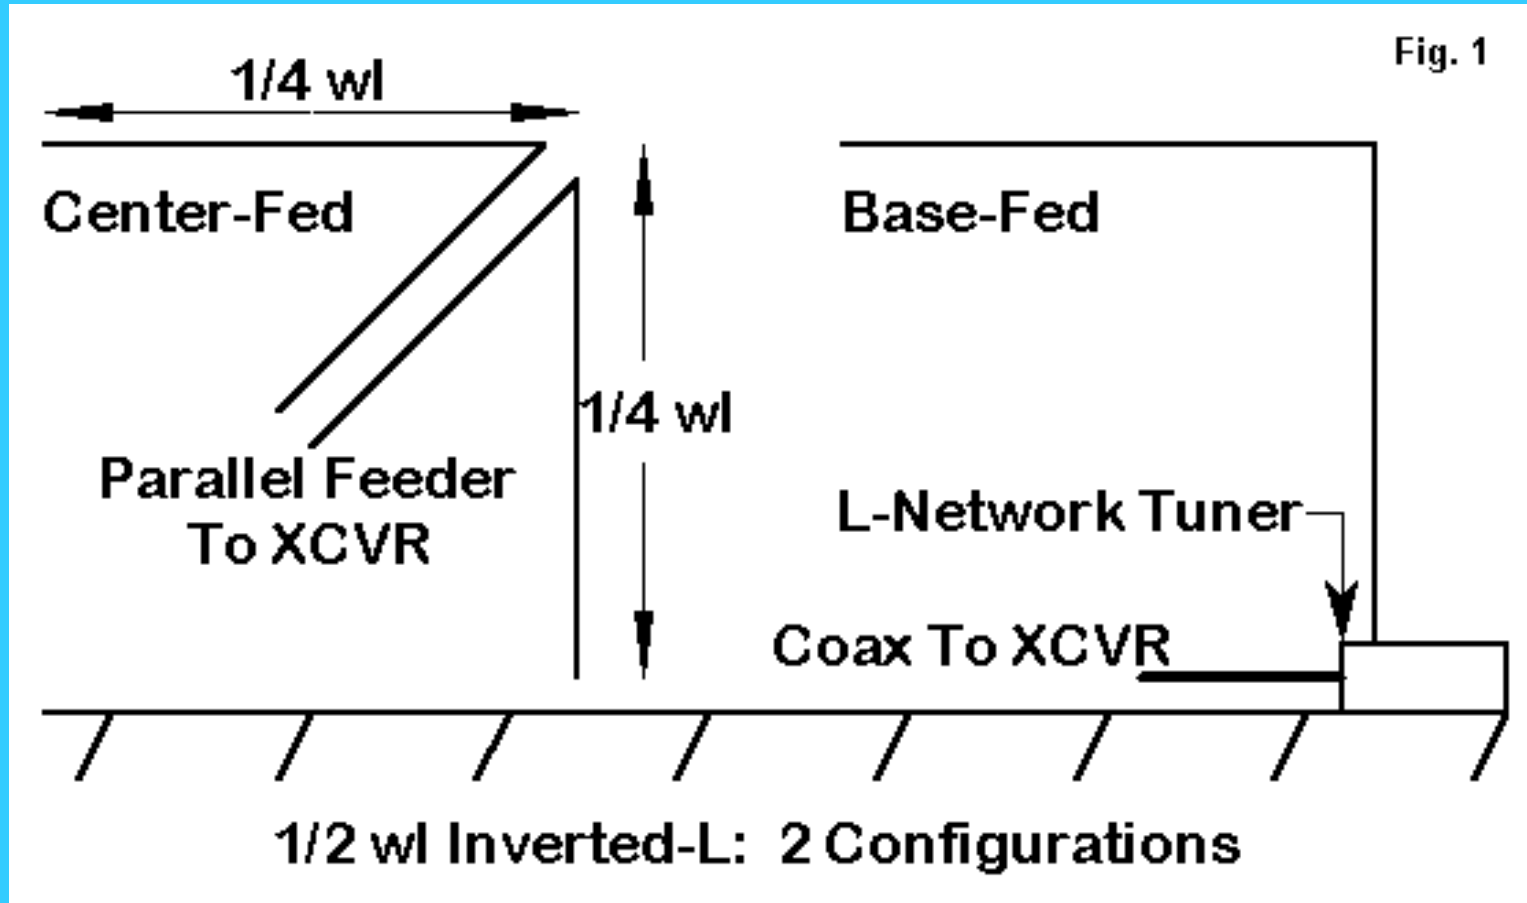 Fig. 1
1/4 wl
Center-Fed
Base-Fed
1/4 wl
Parallel Feeder
To XCVR
L-Network Tuner
Coax To XCVR
1/2 wl Inverted-L: 2 Configurations